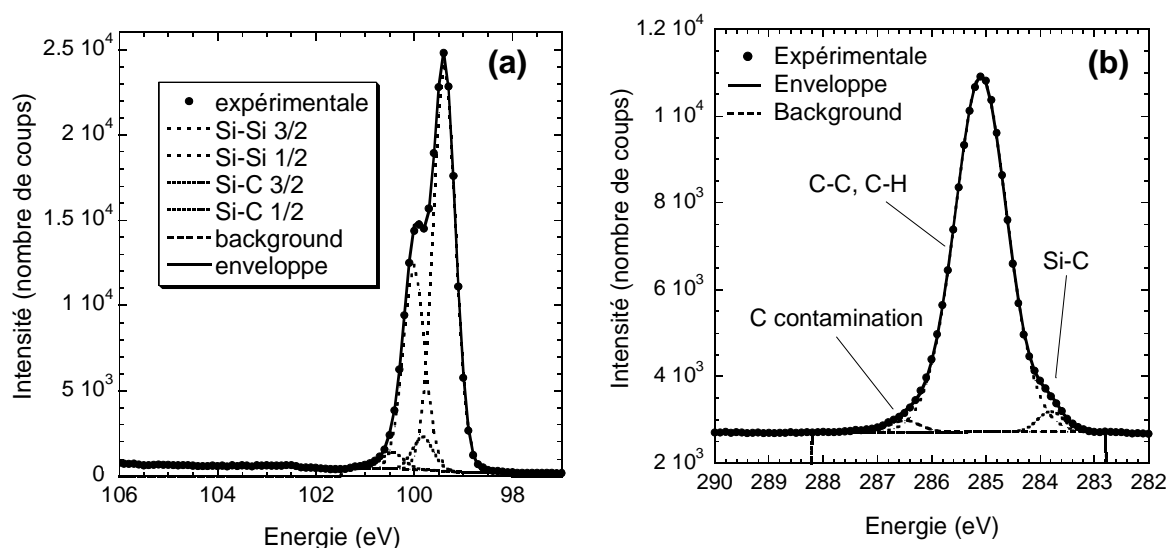 (a)
2.5 10⁴
2 10⁴
1.5 10⁴
1 10⁴
5 10³
0
106
104
102
100
98
Intensité (nombre de coups)
Energie (eV)
expérimentale
Si-Si 3/2
Si-Si 1/2
Si-C 3/2
Si-C 1/2
background
enveloppe
(b)
1.2 10⁴
1 10⁴
8 10³
6 10³
4 10³
2 10³
290
289
288
287
286
285
284
283
282
Intensité (nombre de coups)
Energie (eV)
Expérimentale
Enveloppe
Background
C-C, C-H
Si-C
C contamination